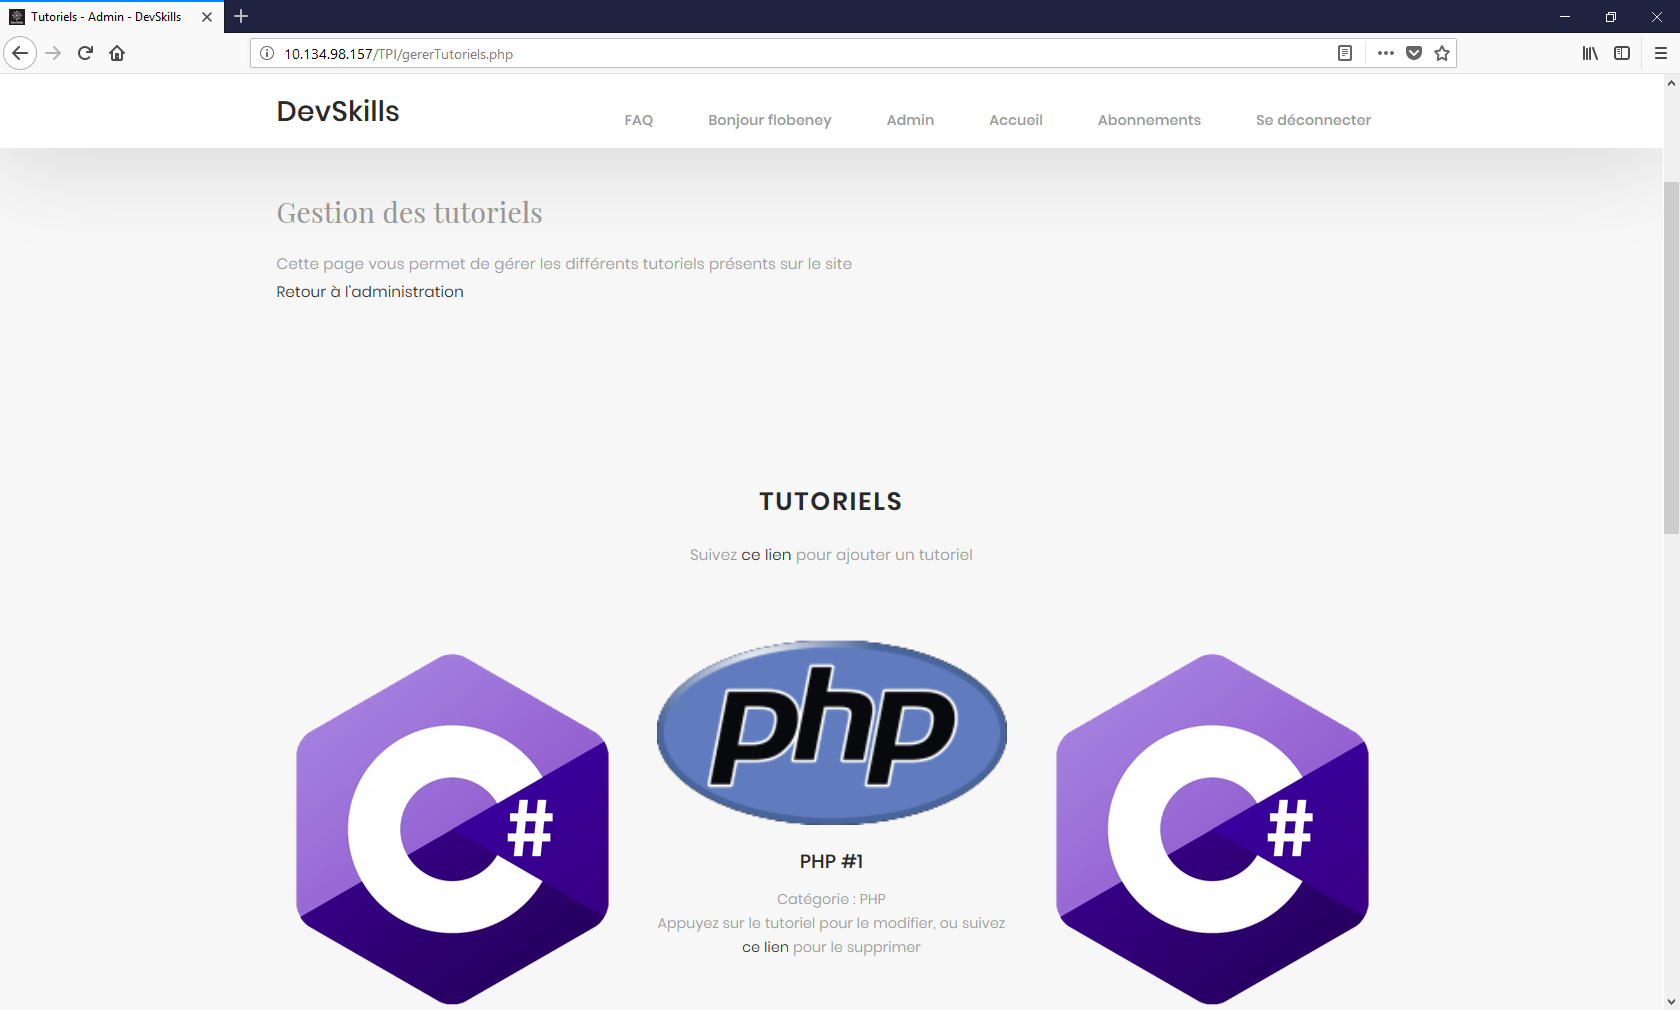 Tutoriels - Admin - DevSkills
10.134.98.157/TPI/gererTutoriels.php
DevSkills
FAQ
Bonjour flobeney
Admin
Accueil
Abonnements
Se déconnecter
Gestion des tutoriels
Cette page vous permet de gérer les différents tutoriels présents sur le site
Retour à l'administration
TUTORIELS
Suivez ce lien pour ajouter un tutoriel
C#
php
C#
PHP #1
Catégorie : PHP
Appuyez sur le tutoriel pour le modifier, ou suivez
ce lien pour le supprimer